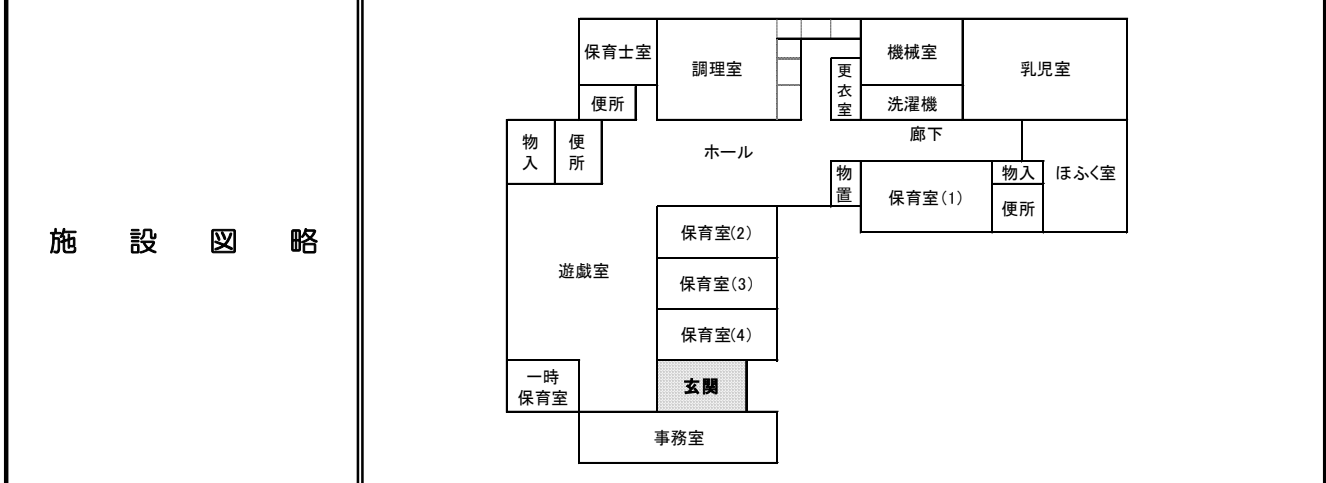 施設図略
保育士室
調理室
機械室
乳児室
更
衣
室
便所
洗濯機
物
入
便
所
ホール
廊下
物
置
保育室(1)
物入
便所
ほふく室
遊戯室
保育室(2)
保育室(3)
保育室(4)
一時
保育室
玄関
事務室